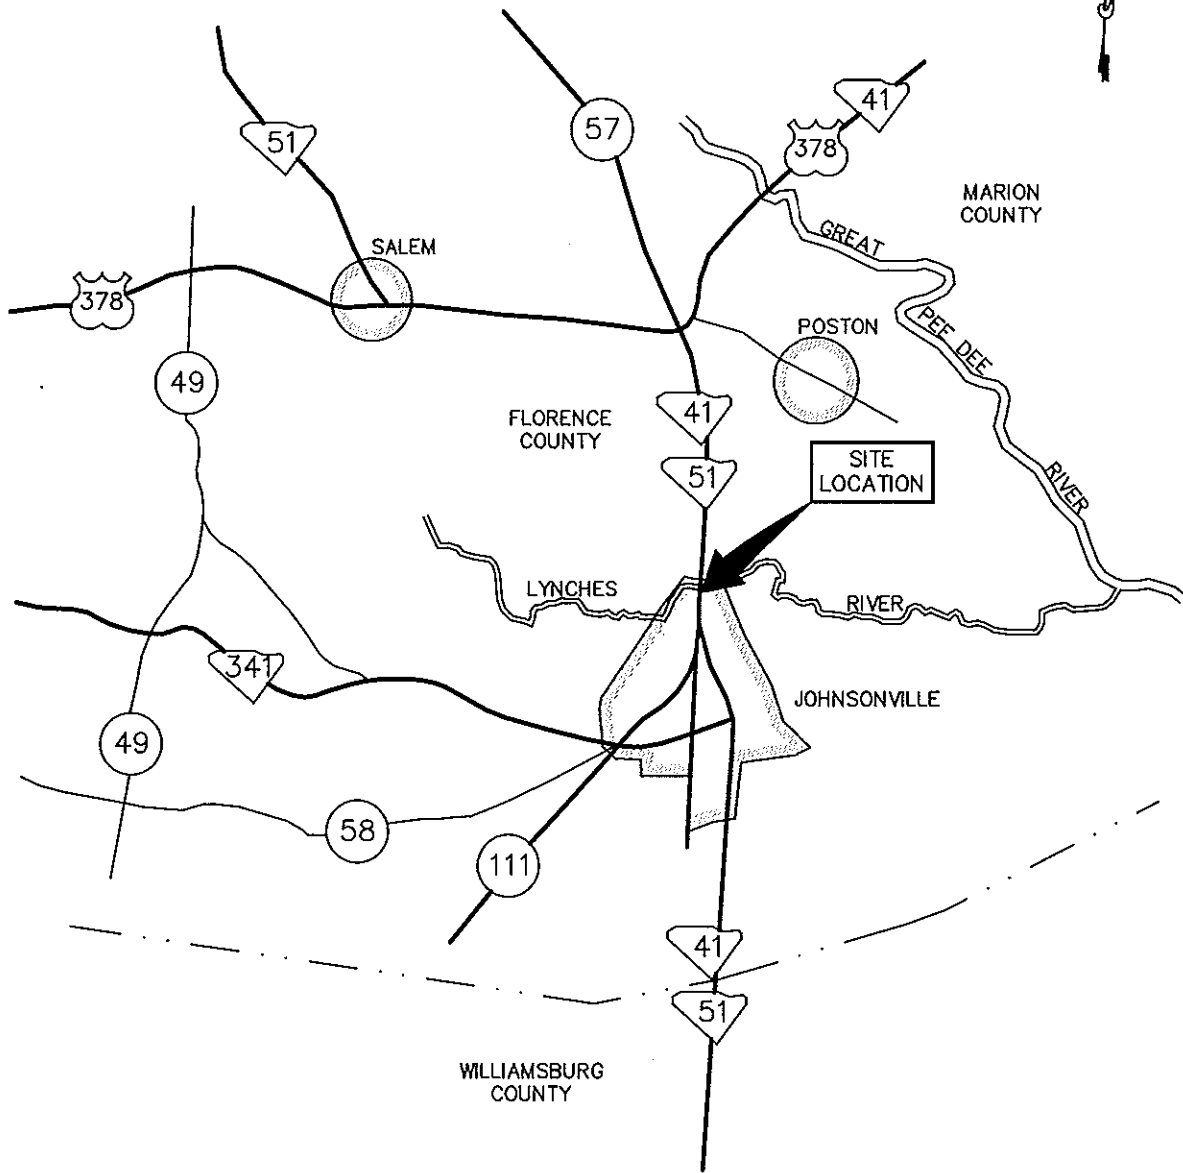 41
51
57
378
MARION
COUNTY
GREAT
SALEM
378
PEE DEE
POSTON
49
41
FLORENCE
COUNTY
SITE
LOCATION
51
RIVER
LYNCHES
RIVER
341
JOHNSONVILLE
49
58
111
41
51
WILLIAMSBURG
COUNTY